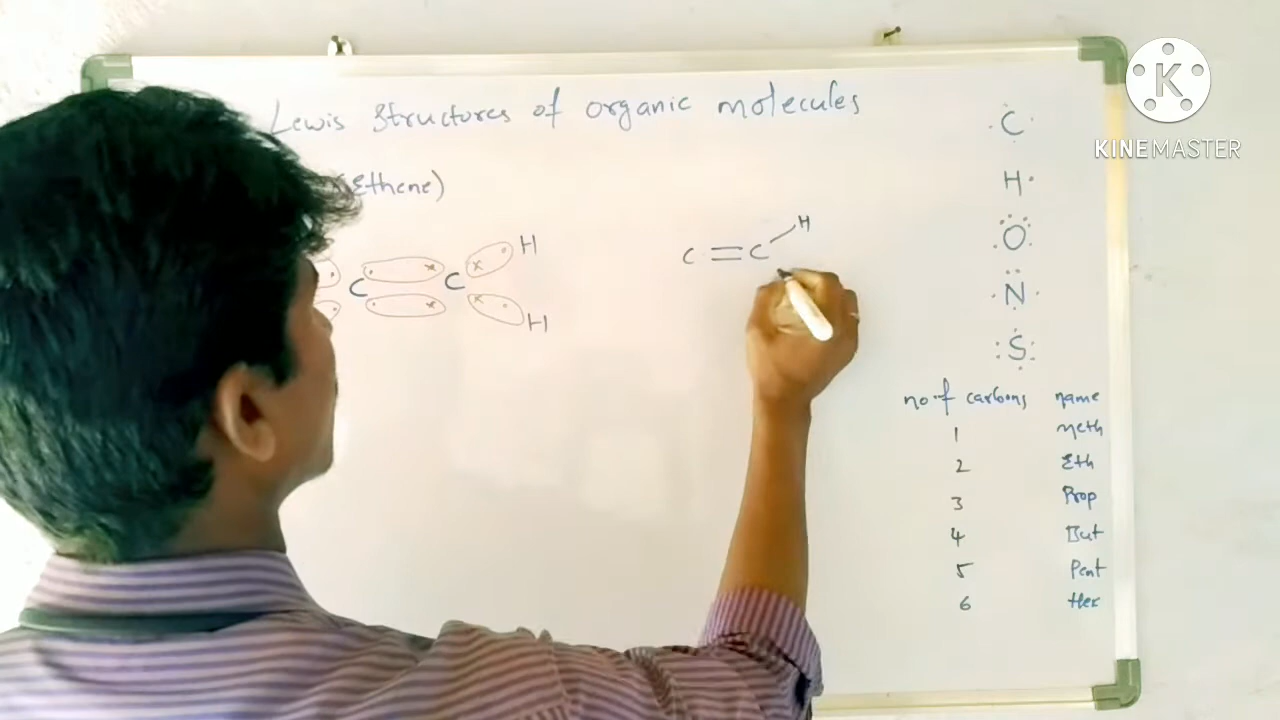 Lewis Structures of organic molecules
(Ethene)
C C H
H
C = C H
C
H
O
N
S
no.of carbons name
1 Meth
2 Eth
3 Prop
4 But
5 Pent
6 Hex
K
KINEMASTER